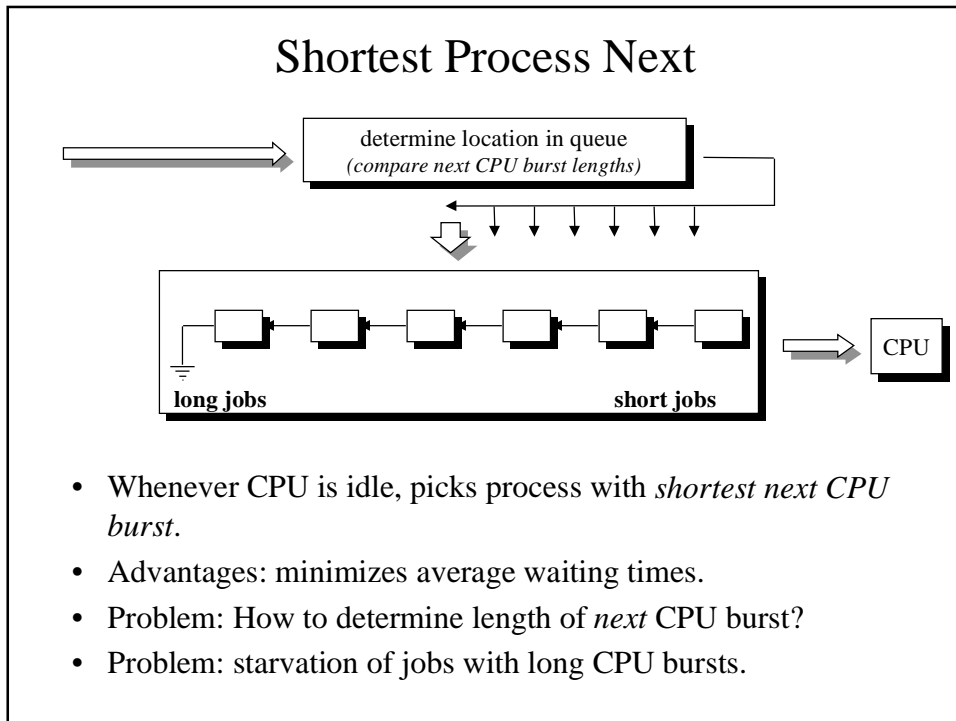 Shortest Process Next
determine location in queue
(compare next CPU burst lengths)
CPU
long jobs
short jobs
• Whenever CPU is idle, picks process with shortest next CPU
burst.
• Advantages: minimizes average waiting times.
• Problem: How to determine length of next CPU burst?
• Problem: starvation of jobs with long CPU bursts.